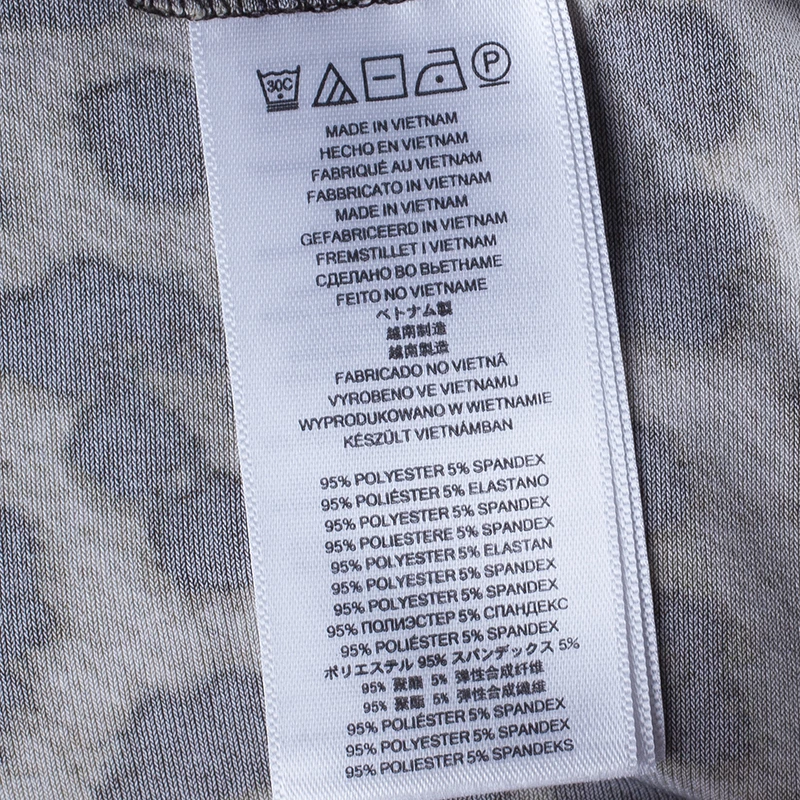 30C P
MADE IN VIETNAM
HECHO EN VIETNAM
FABRIQUÉ AU VIETNAM
FABBRICATO IN VIETNAM
MADE IN VIETNAM
GEFABRICEERD IN VIETNAM
FREMSTILLET I VIETNAM
СДЕЛАНО ВО ВЬЕТНАМЕ
FEITO NO VIETNAME
ベトナム製
越南制造
越南製造
FABRICADO NO VIETNÃ
VYROBENO VE VIETNAMU
WYPRODUKOWANO W WIETNAMIE
KÉSZÜLT VIETNÁMBAN
95% POLYESTER 5% SPANDEX
95% POLIÉSTER 5% ELASTANO
95% POLYESTER 5% SPANDEX
95% POLIESTERE 5% SPANDEX
95% POLYESTER 5% ELASTAN
95% POLYESTER 5% SPANDEX
95% POLYESTER 5% SPANDEX
95% ПОЛИЭСТЕР 5% СПАНДЕКС
95% POLIÉSTER 5% SPANDEX
ポリエステル 95% スパンデックス 5%
95% 聚酯 5% 弹性合成纤维
95% 聚酯 5% 弹性合成纖維
95% POLIÉSTER 5% SPANDEX
95% POLYESTER 5% SPANDEX
95% POLIESTER 5% SPANDEKS